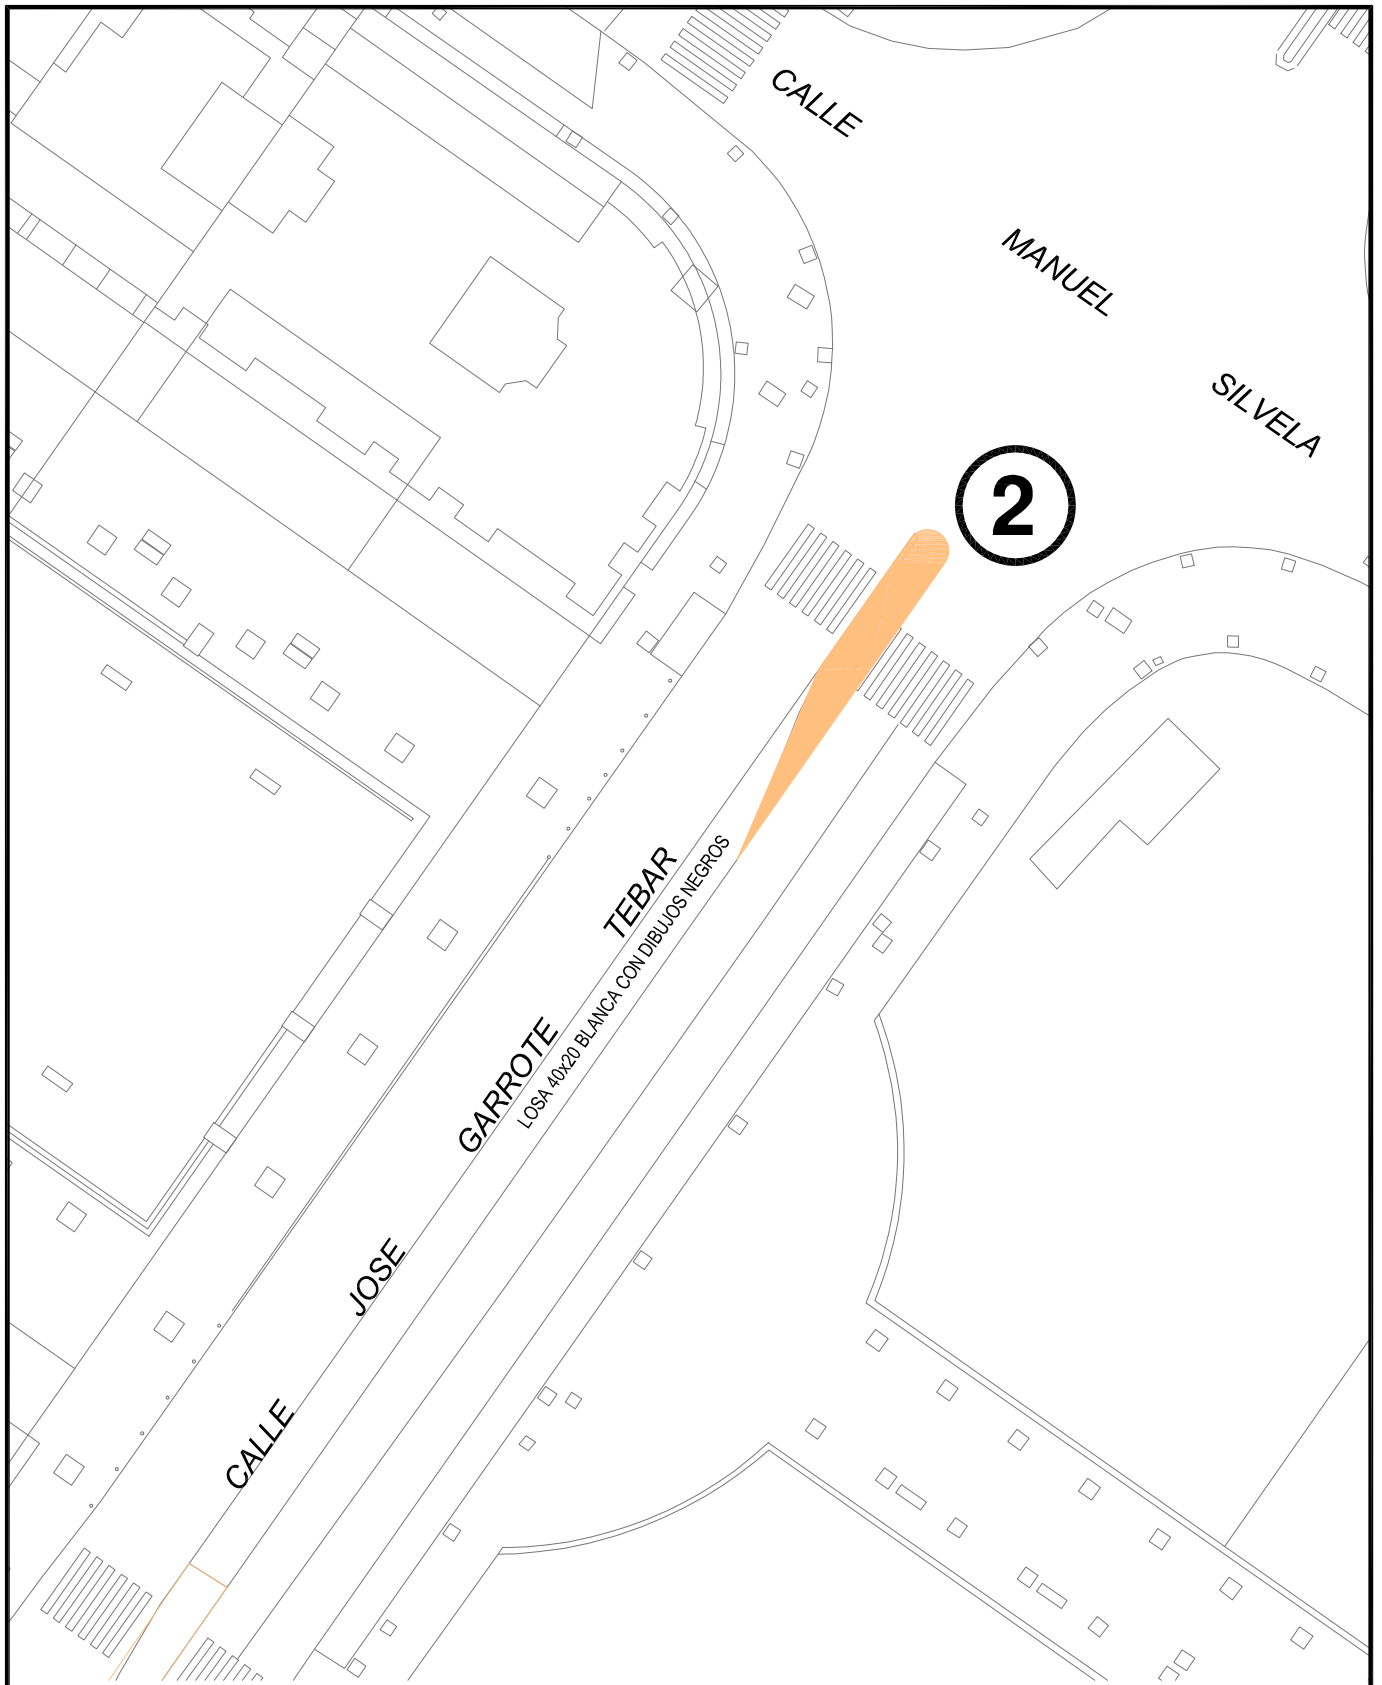 CALLE
MANUEL
SILVELA
2
TEBAR
LOSA 40x20 BLANCA CON DIBUJOS NEGROS
GARROTE
JOSE
CALLE